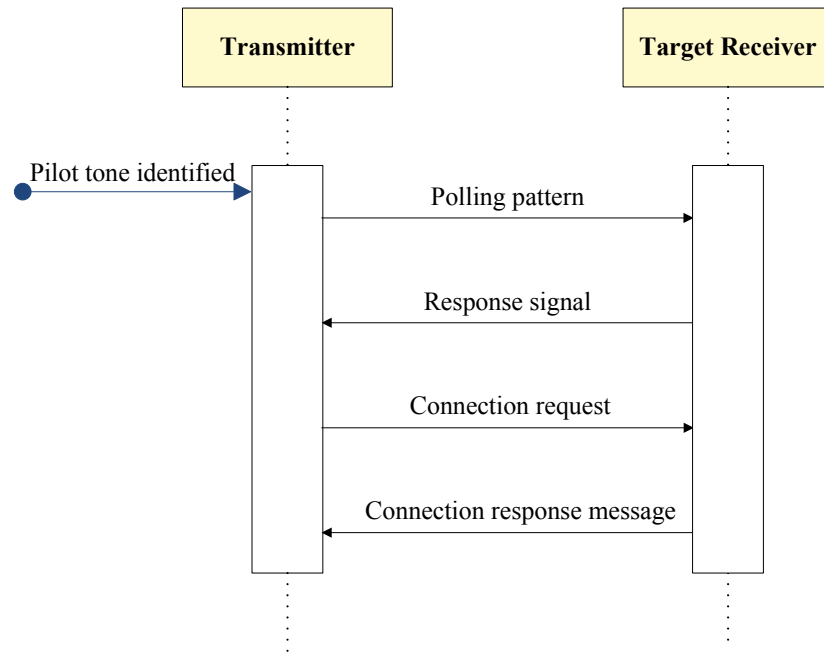 Transmitter
Target Receiver
Pilot tone identified
Polling pattern
Response signal
Connection request
Connection response message